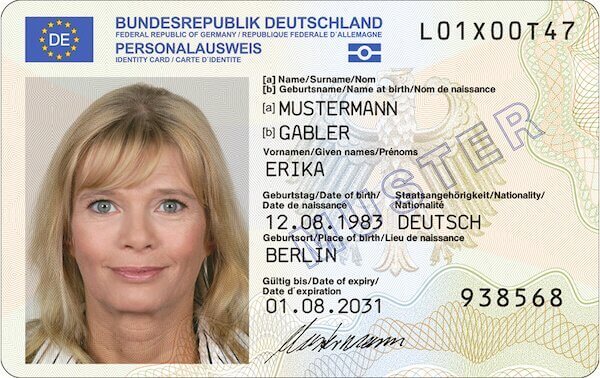 DE
BUNDESREPUBLIK DEUTSCHLAND
FEDERAL REPUBLIC OF GERMANY / REPUBLIQUE FEDERALE D´ALLEMAGNE
PERSONALAUSWEIS
IDENTITY CARD / CARTE D´IDENTITE
L01X00T47
[a] Name/Surname/Nom
[b] Geburtsname/Name at birth/Nom de naissance
[a] MUSTERMANN
[b] GABLER
Vornamen/Given names/Prénoms
ERIKA
Geburtstag/Date of birth/ Staatsangehörigkeit/Nationality/
Date de naissance Nationalité
12.08.1983 DEUTSCH
Geburtsort/Place of birth/Lieu de naissance
BERLIN
Gültig bis/Date of expiry/
Date d´expiration
01.08.2031
938568
Mustermann
MUSTER